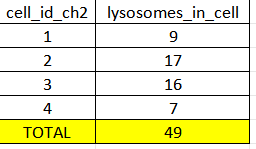 cell_id_ch2 lysosomes_in_cell
1 9
2 17
3 16
4 7
TOTAL 49